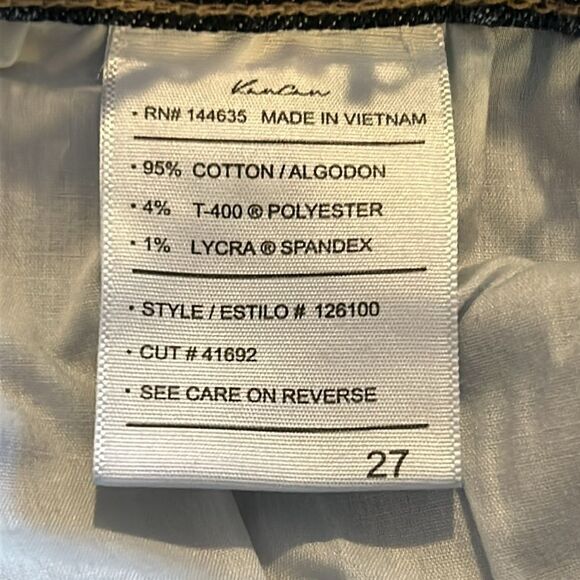 KanCan
· RN# 144635 MADE IN VIETNAM
· 95% COTTON / ALGODON
· 4% T-400 ® POLYESTER
· 1% LYCRA ® SPANDEX
· STYLE / ESTILO # 126100
· CUT # 41692
· SEE CARE ON REVERSE
27